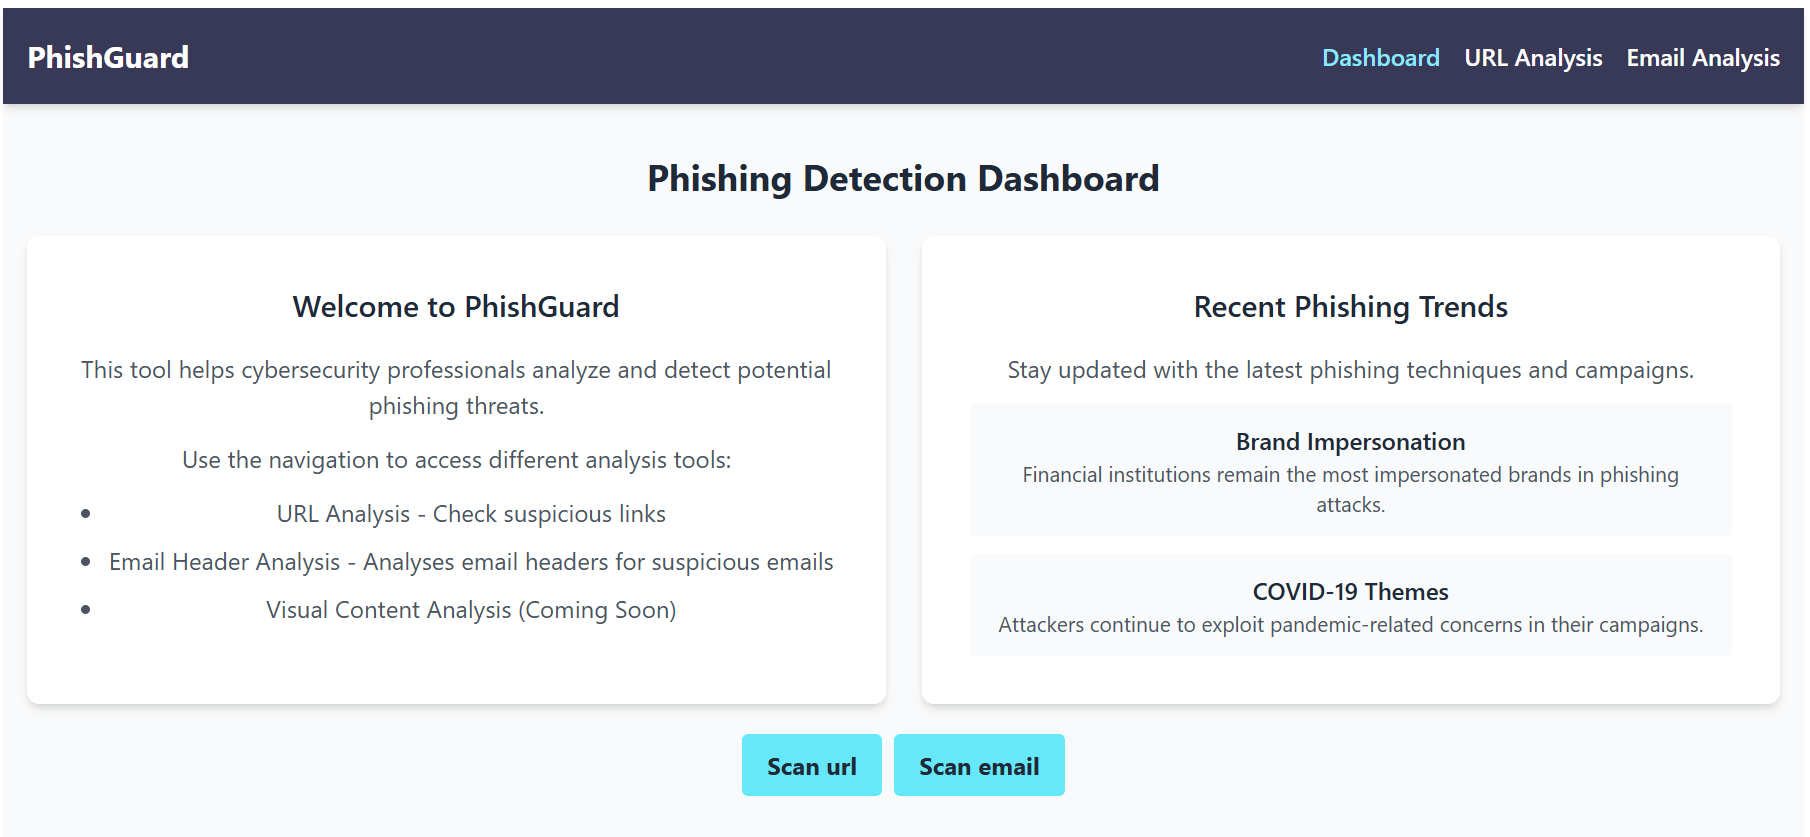 PhishGuard
Dashboard URL Analysis Email Analysis
Phishing Detection Dashboard
Welcome to PhishGuard
This tool helps cybersecurity professionals analyze and detect potential
phishing threats.
Use the navigation to access different analysis tools:
• URL Analysis - Check suspicious links
• Email Header Analysis - Analyses email headers for suspicious emails
• Visual Content Analysis (Coming Soon)
Recent Phishing Trends
Stay updated with the latest phishing techniques and campaigns.
Brand Impersonation
Financial institutions remain the most impersonated brands in phishing
attacks.
COVID-19 Themes
Attackers continue to exploit pandemic-related concerns in their campaigns.
Scan url
Scan email